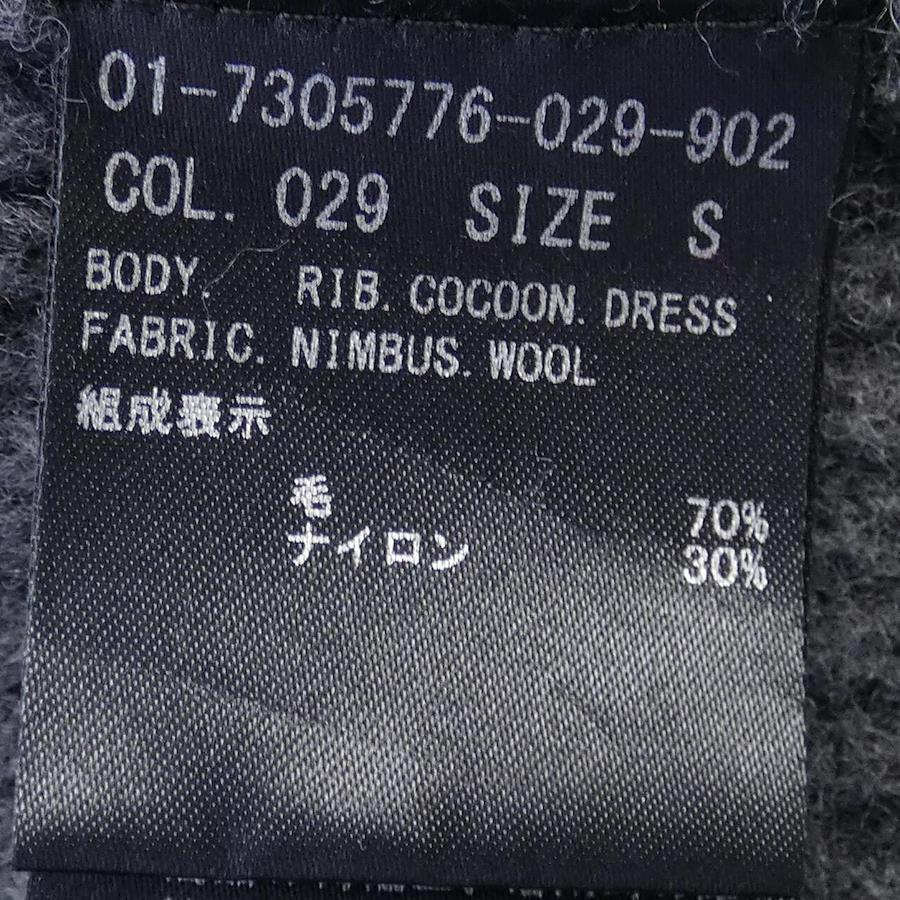 01-7305776-029-902
COL. 029 SIZE S
BODY. RIB.COCOON.DRESS
FABRIC. NIMBUS.WOOL
組成表示
毛 70%
ナイロン 30%